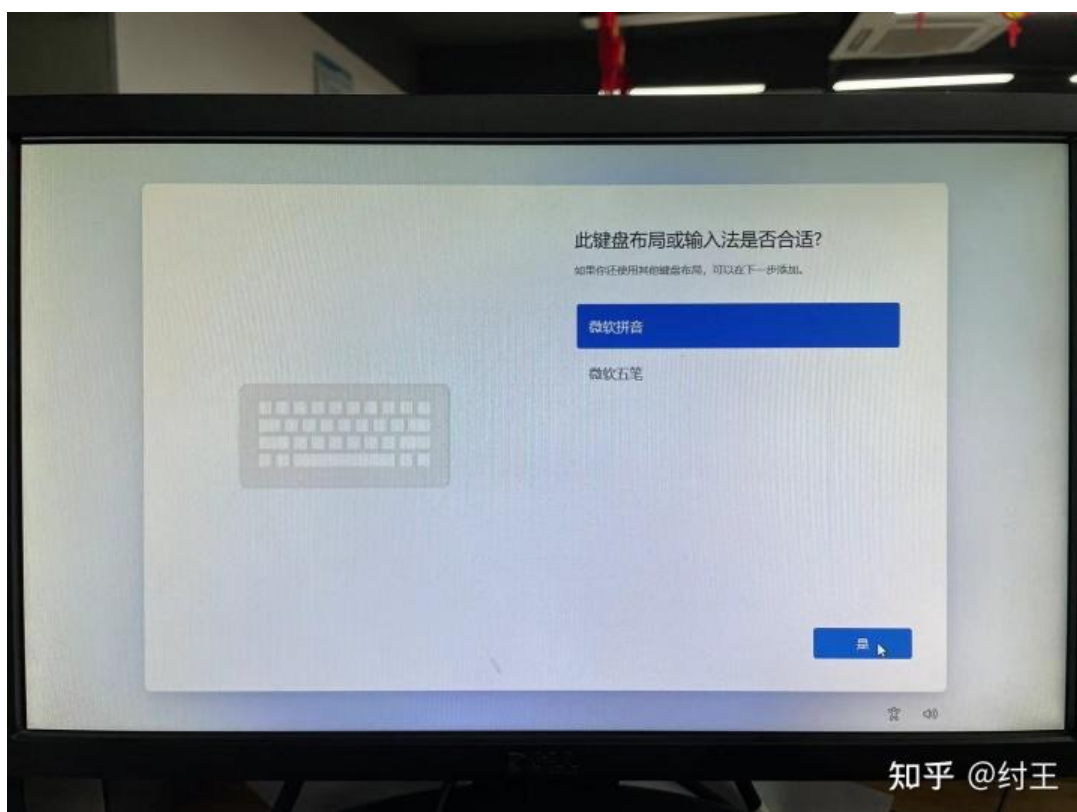 此键盘布局或输入法是否合适?
如果你还使用其他键盘布局，可以在下一步添加。
微软拼音
微软五笔
是
DELL
知乎 @纣王